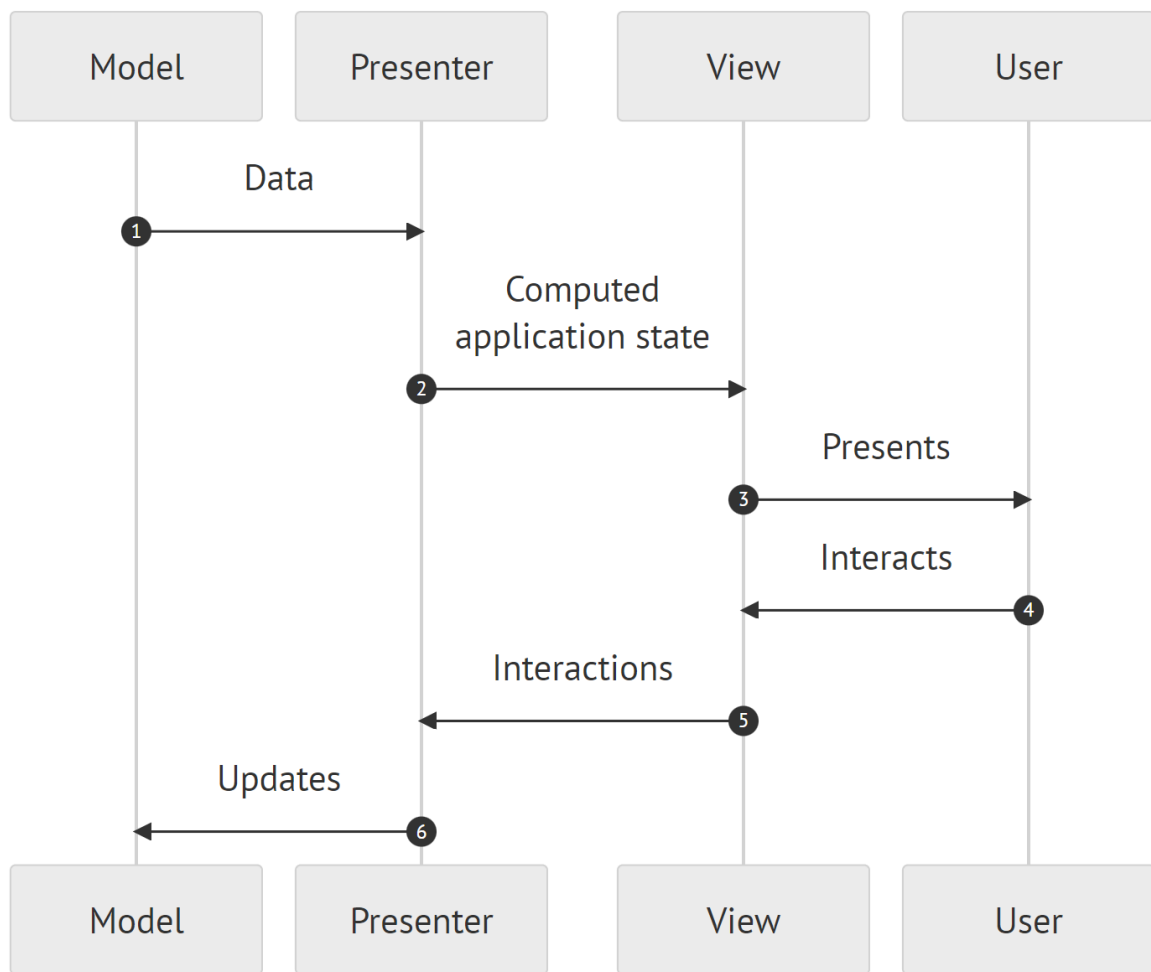 Model
Presenter
View
User
Data
1
Computed
application state
2
Presents
3
Interacts
4
Interactions
5
Updates
6
Model
Presenter
View
User